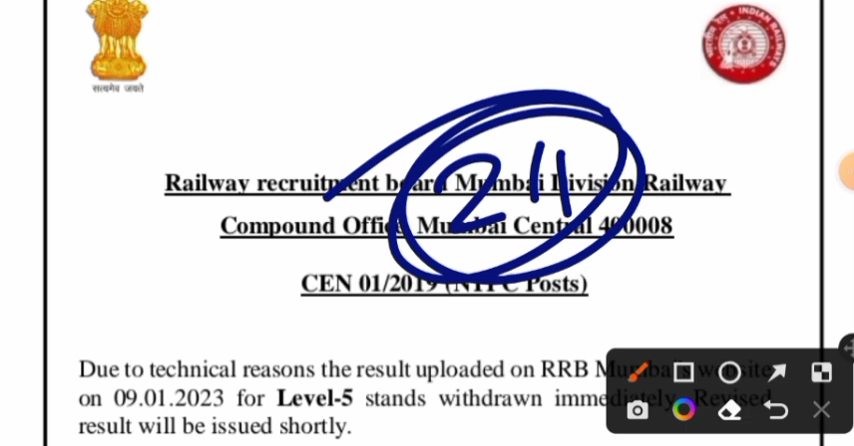 सत्यमेव जयते
INDIAN RAILWAYS
211
Railway recruitment board Mumbai Division Railway
Compound Office, Mumbai Central 400008
CEN 01/2019 (NTPC Posts)
Due to technical reasons the result uploaded on RRB Mumbai's website
on 09.01.2023 for Level-5 stands withdrawn immediately. Revised
result will be issued shortly.